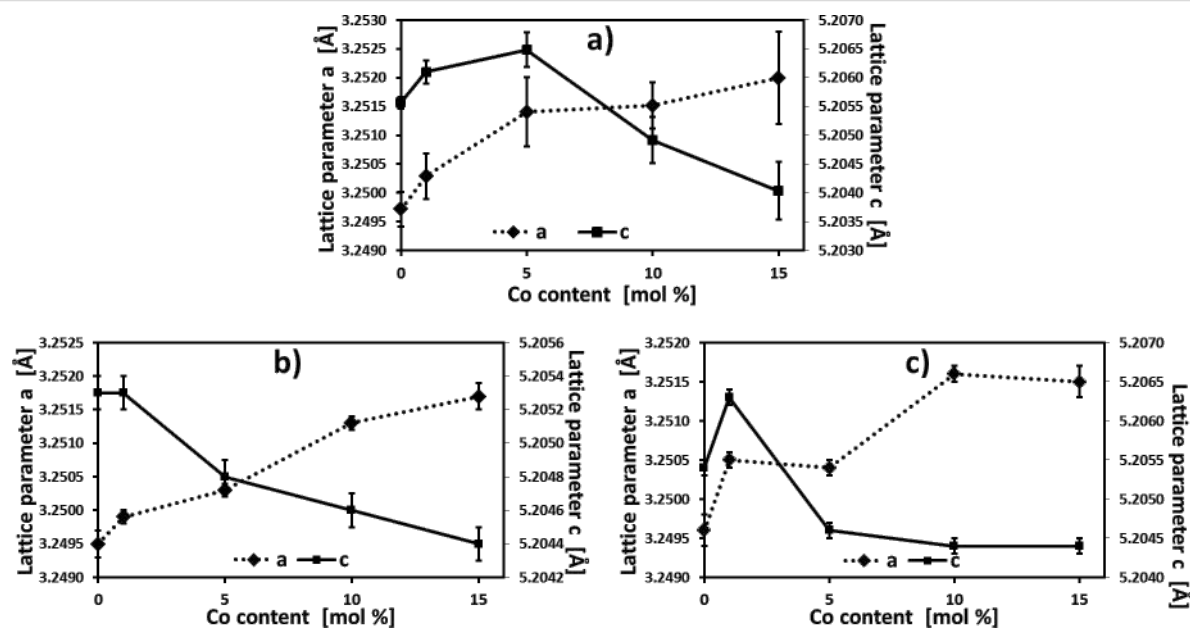 a)
Lattice parameter a [Å]
3.2530
3.2525
3.2520
3.2515
3.2510
3.2505
3.2500
3.2495
3.2490
5.2070
5.2065
5.2060
5.2055
5.2050
5.2045
5.2040
5.2035
5.2030
Lattice parameter c [Å]
a c
0 5 10 15
Co content [mol %]
b)
Lattice parameter a [Å]
3.2525
3.2520
3.2515
3.2510
3.2505
3.2500
3.2495
3.2490
5.2056
5.2054
5.2052
5.2050
5.2048
5.2046
5.2044
5.2042
Lattice parameter c [Å]
a c
0 5 10 15
Co content [mol %]
c)
Lattice parameter a [Å]
3.2520
3.2515
3.2510
3.2505
3.2500
3.2495
3.2490
5.2070
5.2065
5.2060
5.2055
5.2050
5.2045
5.2040
Lattice parameter c [Å]
a c
0 5 10 15
Co content [mol %]